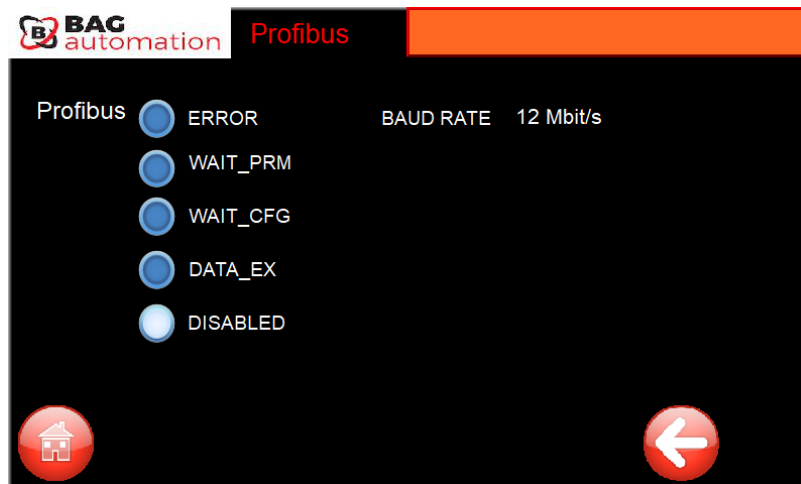 B BAG
automation
Profibus
Profibus
ERROR
BAUD RATE 12 Mbit/s
WAIT_PRM
WAIT_CFG
DATA_EX
DISABLED